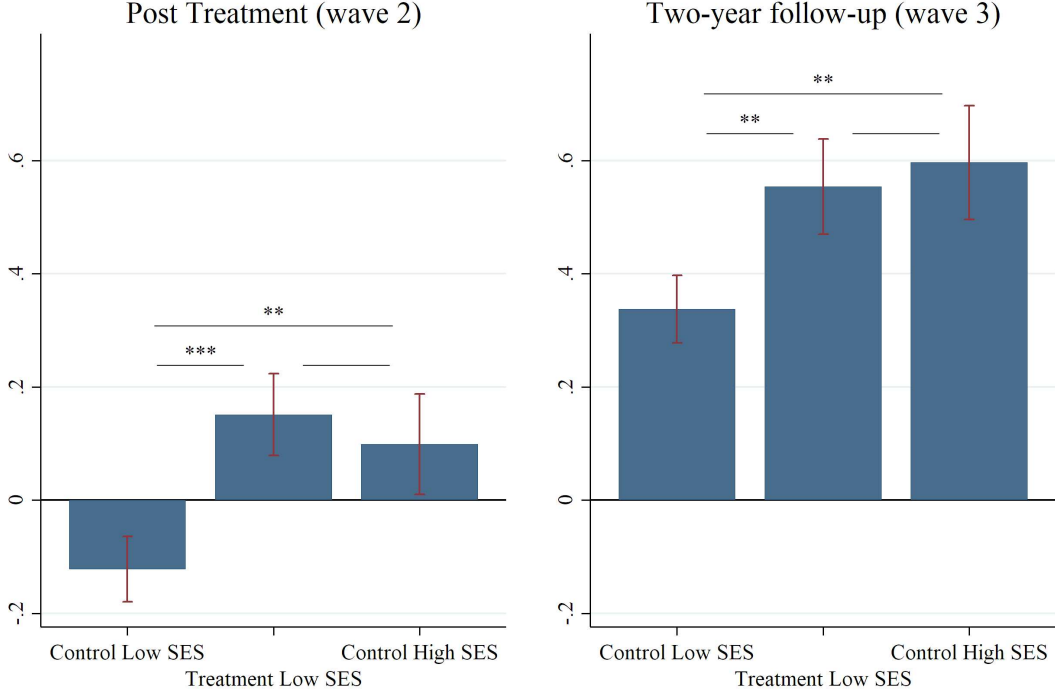 Post Treatment (wave 2)
.6
.4
.2
0
-.2
**
***
Control Low SES
Treatment Low SES
Control High SES
Two-year follow-up (wave 3)
.6
.4
.2
0
-.2
**
**
Control Low SES
Treatment Low SES
Control High SES